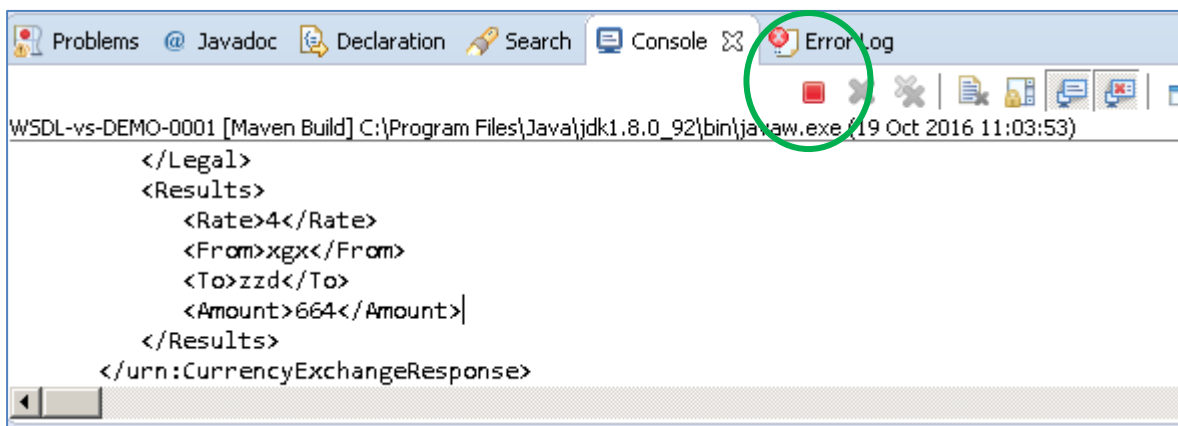 Problems @ Javadoc Declaration Search Console Error Log
WSDL-vs-DEMO-0001 [Maven Build] C:\Program Files\Java\jdk1.8.0_92\bin\javaw.exe (19 Oct 2016 11:03:53)
</Legal>
<Results>
<Rate>4</Rate>
<From>xgx</From>
<To>zzd</To>
<Amount>664</Amount>
</Results>
</urn:CurrencyExchangeResponse>